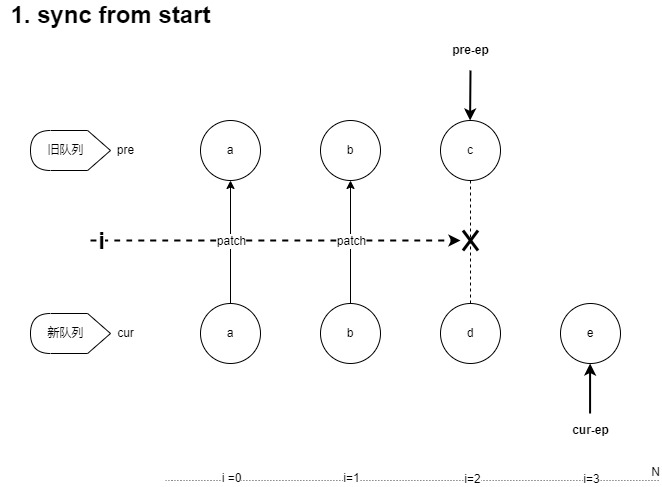 1. sync from start
pre-ep
旧队列 pre a b c
i patch patch X
新队列 cur a b d e
cur-ep
i =0 i=1 i=2 i=3 N